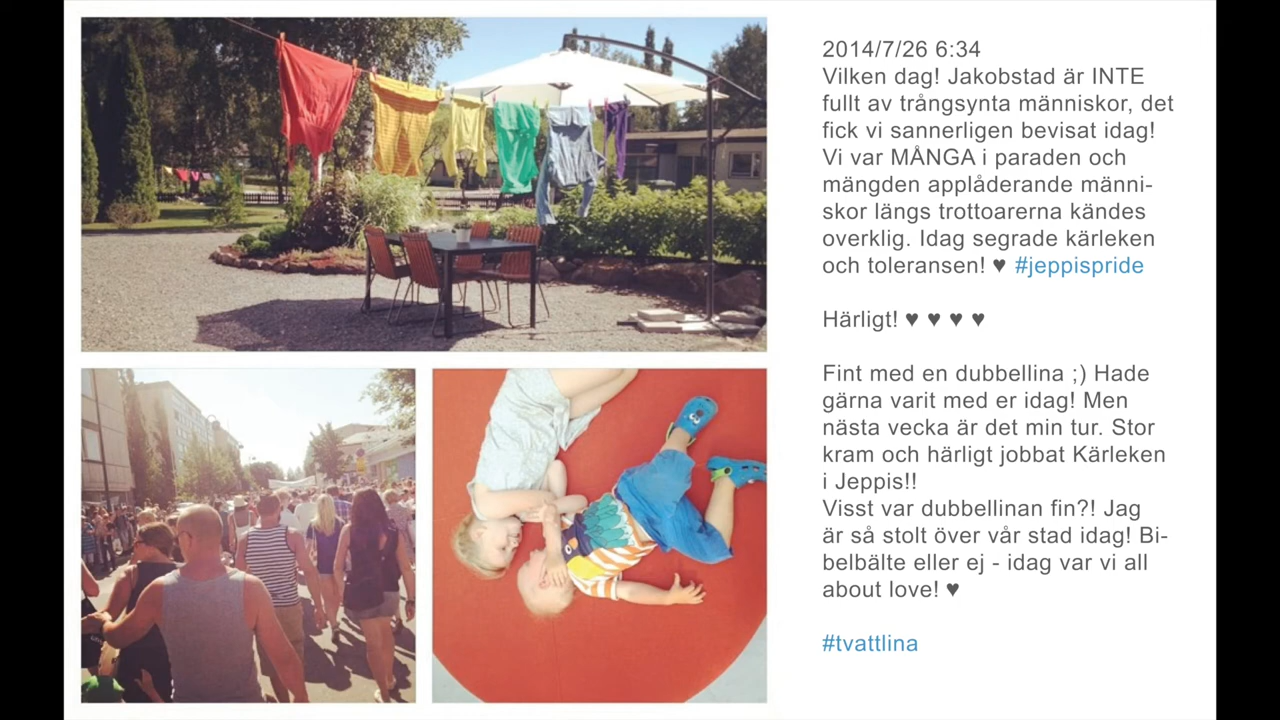 2014/7/26 6:34
Vilken dag! Jakobstad är INTE
fullt av trångsynta människor, det
fick vi sannerligen bevisat idag!
Vi var MÅNGA i paraden och
mängden applåderande männi-
skor längs trottoarerna kändes
overklig. Idag segrade kärleken
och toleransen! ♥ #jeppispride
Härligt! ♥ ♥ ♥ ♥
Fint med en dubbellina ;) Hade
gärna varit med er idag! Men
nästa vecka är det min tur. Stor
kram och härligt jobbat Kärleken
i Jeppis!!
Visst var dubbellinan fin?! Jag
är så stolt över vår stad idag! Bi-
belbälte eller ej - idag var vi all
about love! ♥
#tvattlina